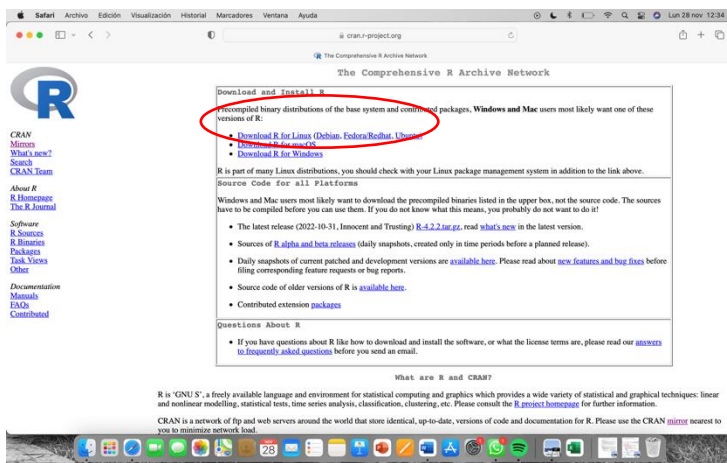 Safari Archivo Edición Visualización Historial Marcadores Ventana Ayuda
Lun 28 nov 12:34
cran.r-project.org
The Comprehensive R Archive Network
The Comprehensive R Archive Network
R
CRAN
Mirrors
What's new?
Search
CRAN Team
About R
R Homepage
The R Journal
Software
R Sources
R Binaries
Packages
Task Views
Other
Documentation
Manuals
FAQs
Contributed
Download and Install R
Precompiled binary distributions of the base system and contributed packages, Windows and Mac users most likely want one of these
versions of R:
• Download R for Linux (Debian, Fedora/Redhat, Ubuntu)
• Download R for macOS
• Download R for Windows
R is part of many Linux distributions, you should check with your Linux package management system in addition to the link above.
Source Code for all Platforms
Windows and Mac users most likely want to download the precompiled binaries listed in the upper box, not the source code. The sources
have to be compiled before you can use them. If you do not know what this means, you probably do not want to do it!
• The latest release (2022-10-31, Innocent and Trusting) R-4.2.2.tar.gz, read what's new in the latest version.
• Sources of R alpha and beta releases (daily snapshots, created only in time periods before a planned release).
• Daily snapshots of current patched and development versions are available here. Please read about new features and bug fixes before
filing corresponding feature requests or bug reports.
• Source code of older versions of R is available here.
• Contributed extension packages
Questions About R
• If you have questions about R like how to download and install the software, or what the license terms are, please read our answers
to frequently asked questions before you send an email.
What are R and CRAN?
R is 'GNU S', a freely available language and environment for statistical computing and graphics which provides a wide variety of statistical and graphical techniques: linear
and nonlinear modelling, statistical tests, time series analysis, classification, clustering, etc. Please consult the R project homepage for further information.
CRAN is a network of ftp and web servers around the world that store identical, up-to-date, versions of code and documentation for R. Please use the CRAN mirror nearest to
you to minimize network load.
28